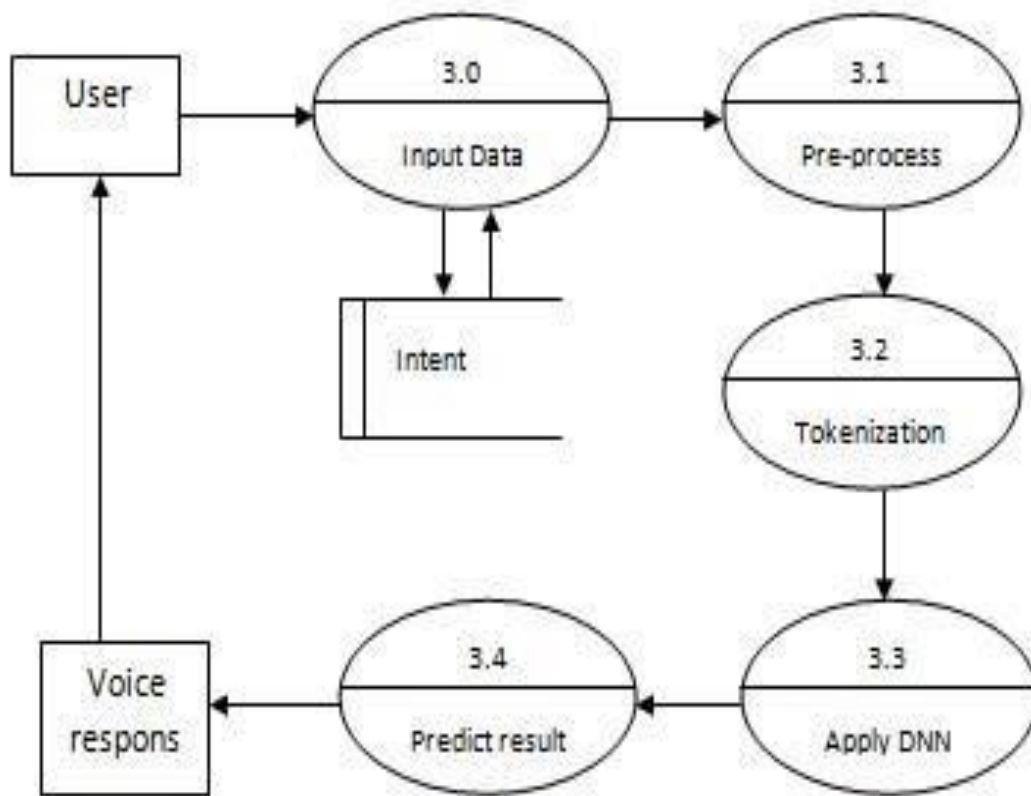 User
3.0
Input Data
3.1
Pre-process
Intent
3.2
Tokenization
3.3
Apply DNN
3.4
Predict result
Voice
respons